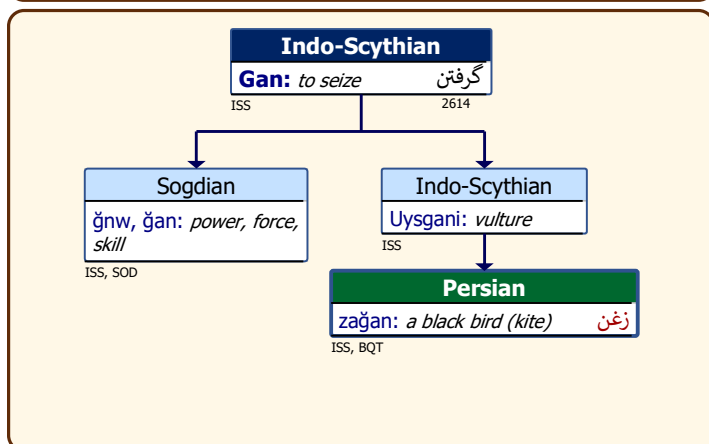 Indo-Scythian
Gan: to seize گرفتن
ISS 2614
Sogdian
ğnw, ğan: power, force,
skill
ISS, SOD
Indo-Scythian
Uysgani: vulture
ISS
Persian
zağan: a black bird (kite) زغن
ISS, BQT